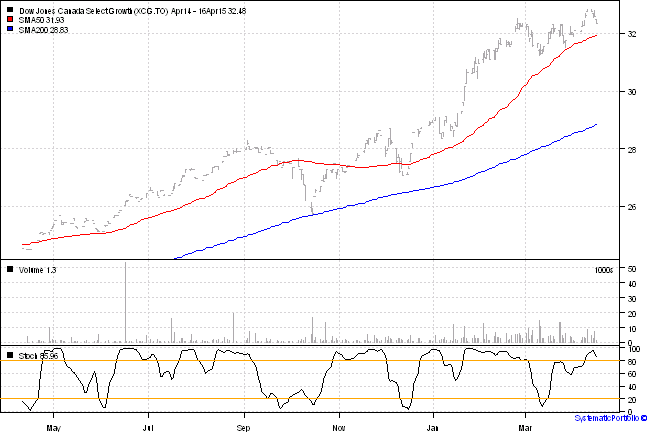 Dow Jones Canada Select Growth (XCG.TO) Apr14 - 16Apr15 32.48
SMA50 31.93
SMA200 28.83
32
30
28
26
Volume 1.3
1000s
50
40
30
20
10
0
Stoch 85.96
100
80
60
40
20
0
May
Jul
Sep
Nov
Jan
Mar
SystematicPortfolio ©